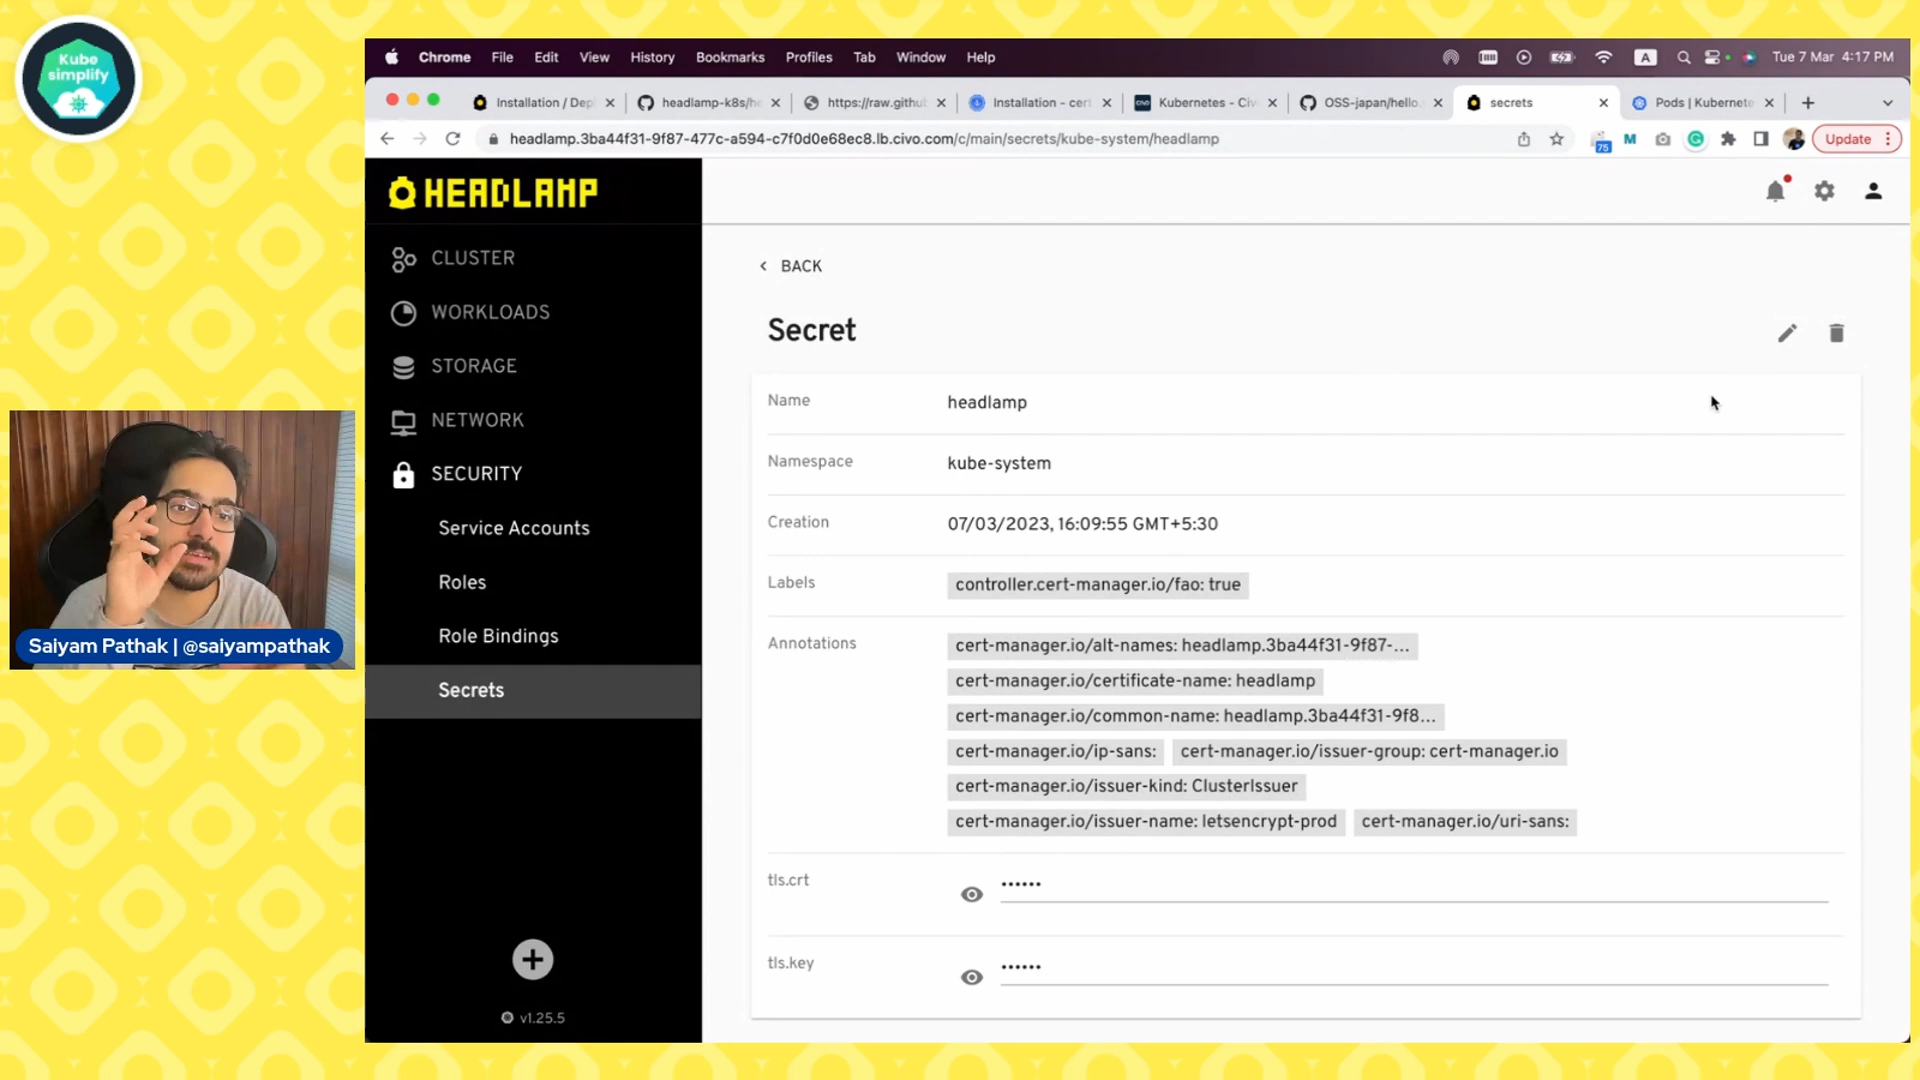 Kube
simplify
Chrome File Edit View History Bookmarks Profiles Tab Window Help
A
Tue 7 Mar 4:17 PM
Installation / Dep
headlamp-k8s/he
https://raw.githu
Installation - cert
Kubernetes - Civ
OSS-japan/hello.
secrets
Pods | Kubernete
headlamp.3ba44f31-9f87-477c-a594-c7f0d0e68ec8.lb.civo.com/c/main/secrets/kube-system/headlamp
75
M
Update
HEADLAMP
CLUSTER
WORKLOADS
STORAGE
NETWORK
SECURITY
Service Accounts
Roles
Role Bindings
Secrets
v1.25.5
BACK
Secret
Name headlamp
Namespace kube-system
Creation 07/03/2023, 16:09:55 GMT+5:30
Labels controller.cert-manager.io/fao: true
Annotations cert-manager.io/alt-names: headlamp.3ba44f31-9f87-...
cert-manager.io/certificate-name: headlamp
cert-manager.io/common-name: headlamp.3ba44f31-9f8...
cert-manager.io/ip-sans: cert-manager.io/issuer-group: cert-manager.io
cert-manager.io/issuer-kind: ClusterIssuer
cert-manager.io/issuer-name: letsencrypt-prod cert-manager.io/uri-sans:
tls.crt ••••••
tls.key ••••••
Saiyam Pathak | @saiyampathak